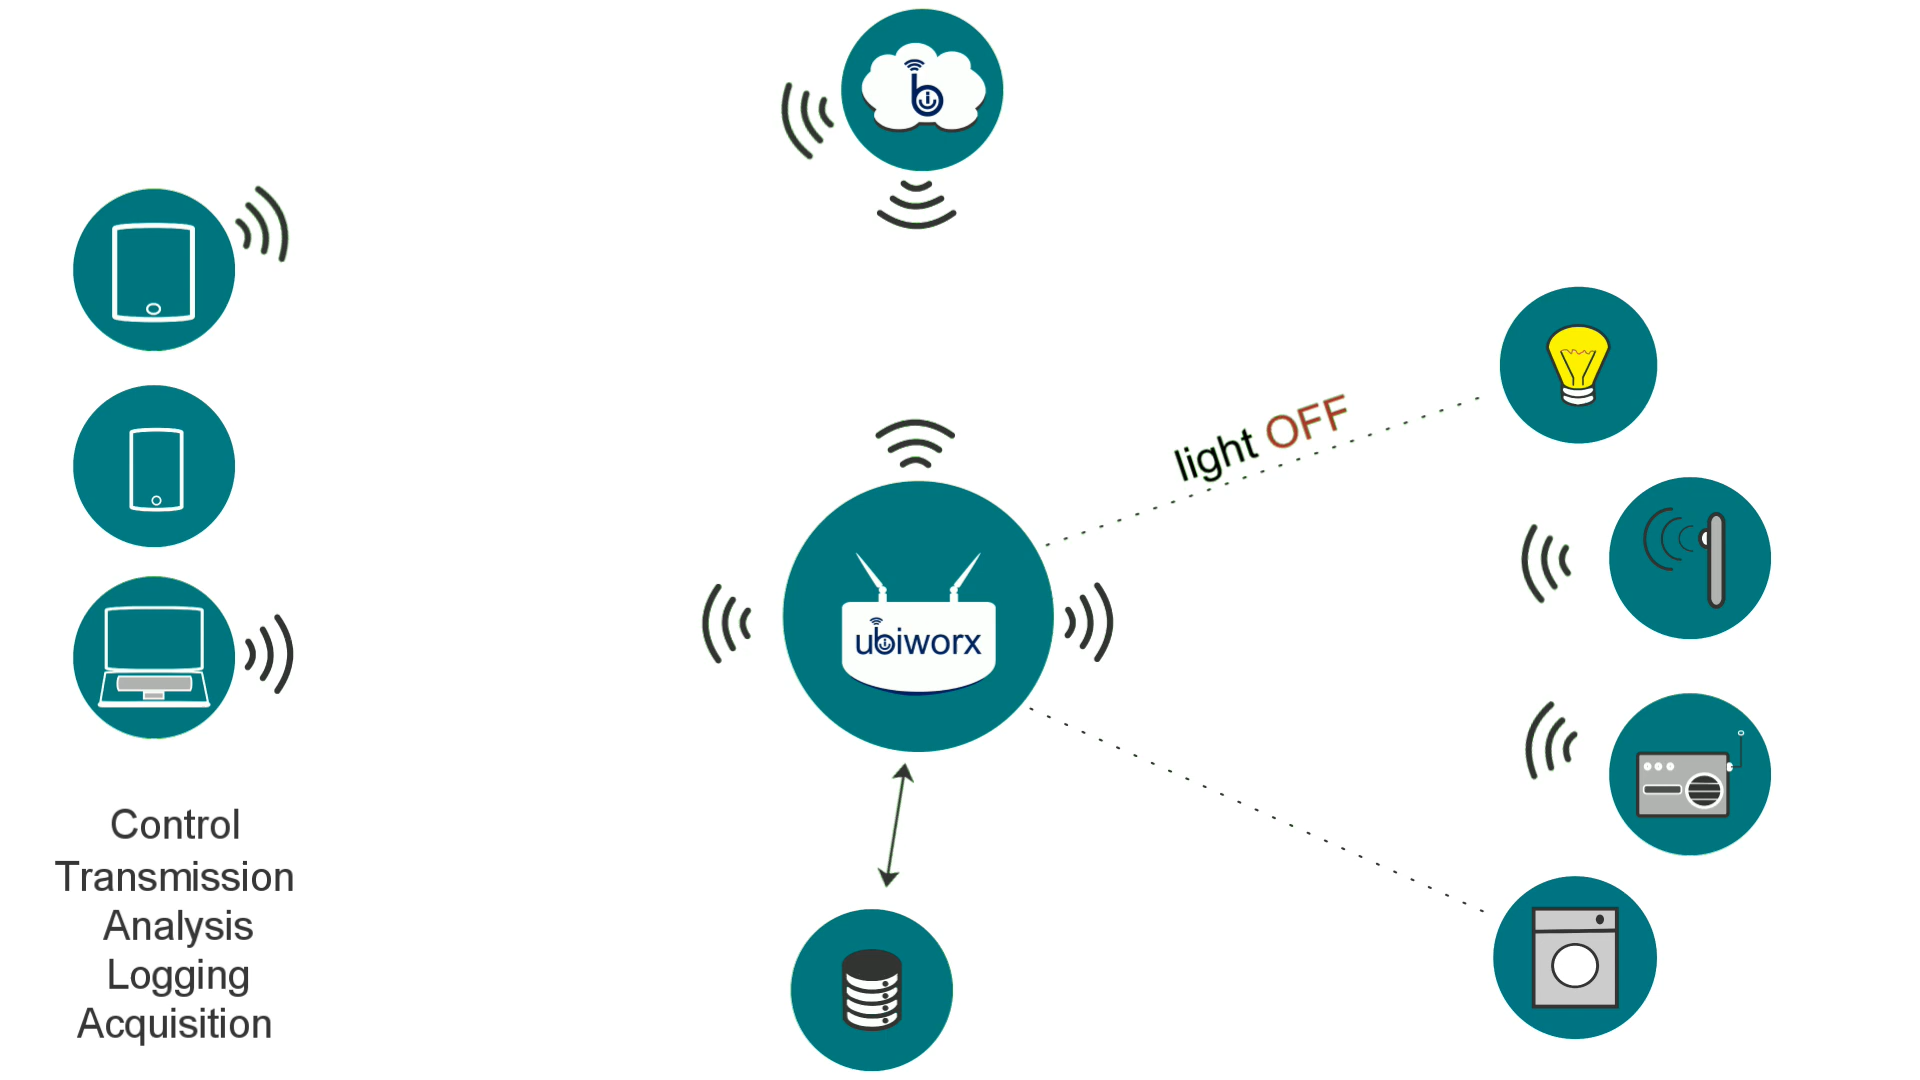 light OFF
ubiworx
Control
Transmission
Analysis
Logging
Acquisition